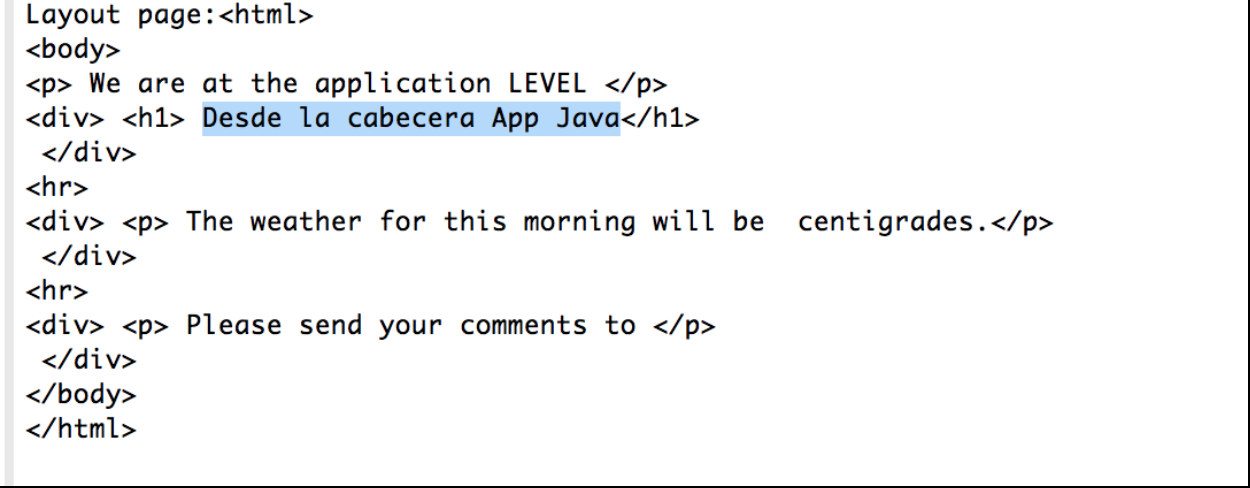 Layout page:<html>
<body>
<p> We are at the application LEVEL </p>
<div> <h1> Desde la cabecera App Java</h1>
 </div>
<hr>
<div> <p> The weather for this morning will be  centigrades.</p>
 </div>
<hr>
<div> <p> Please send your comments to </p>
 </div>
</body>
</html>